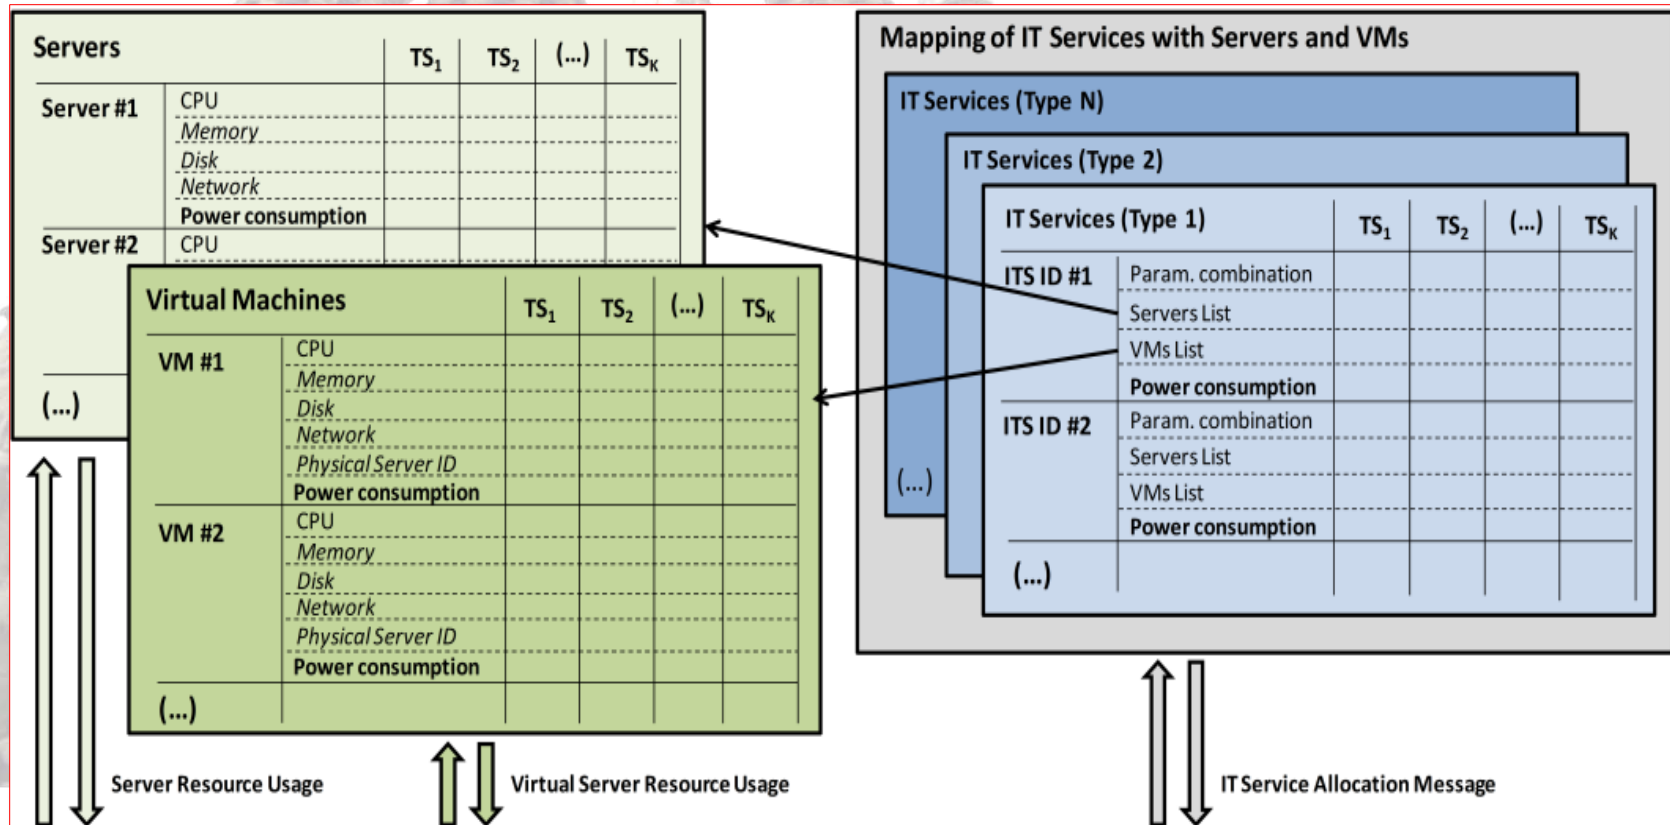 Servers
TS1 TS2 (...) TSK
Server #1 CPU
Memory
Disk
Network
Power consumption
Server #2 CPU
(...)
Virtual Machines
TS1 TS2 (...) TSK
VM #1 CPU
Memory
Disk
Network
Physical Server ID
Power consumption
VM #2 CPU
Memory
Disk
Network
Physical Server ID
Power consumption
(...)
Mapping of IT Services with Servers and VMs
IT Services (Type N)
(...)
IT Services (Type 2)
IT Services (Type 1)
TS1 TS2 (...) TSK
ITS ID #1 Param. combination
Servers List
VMs List
Power consumption
ITS ID #2 Param. combination
Servers List
VMs List
Power consumption
(...)
Server Resource Usage
Virtual Server Resource Usage
IT Service Allocation Message